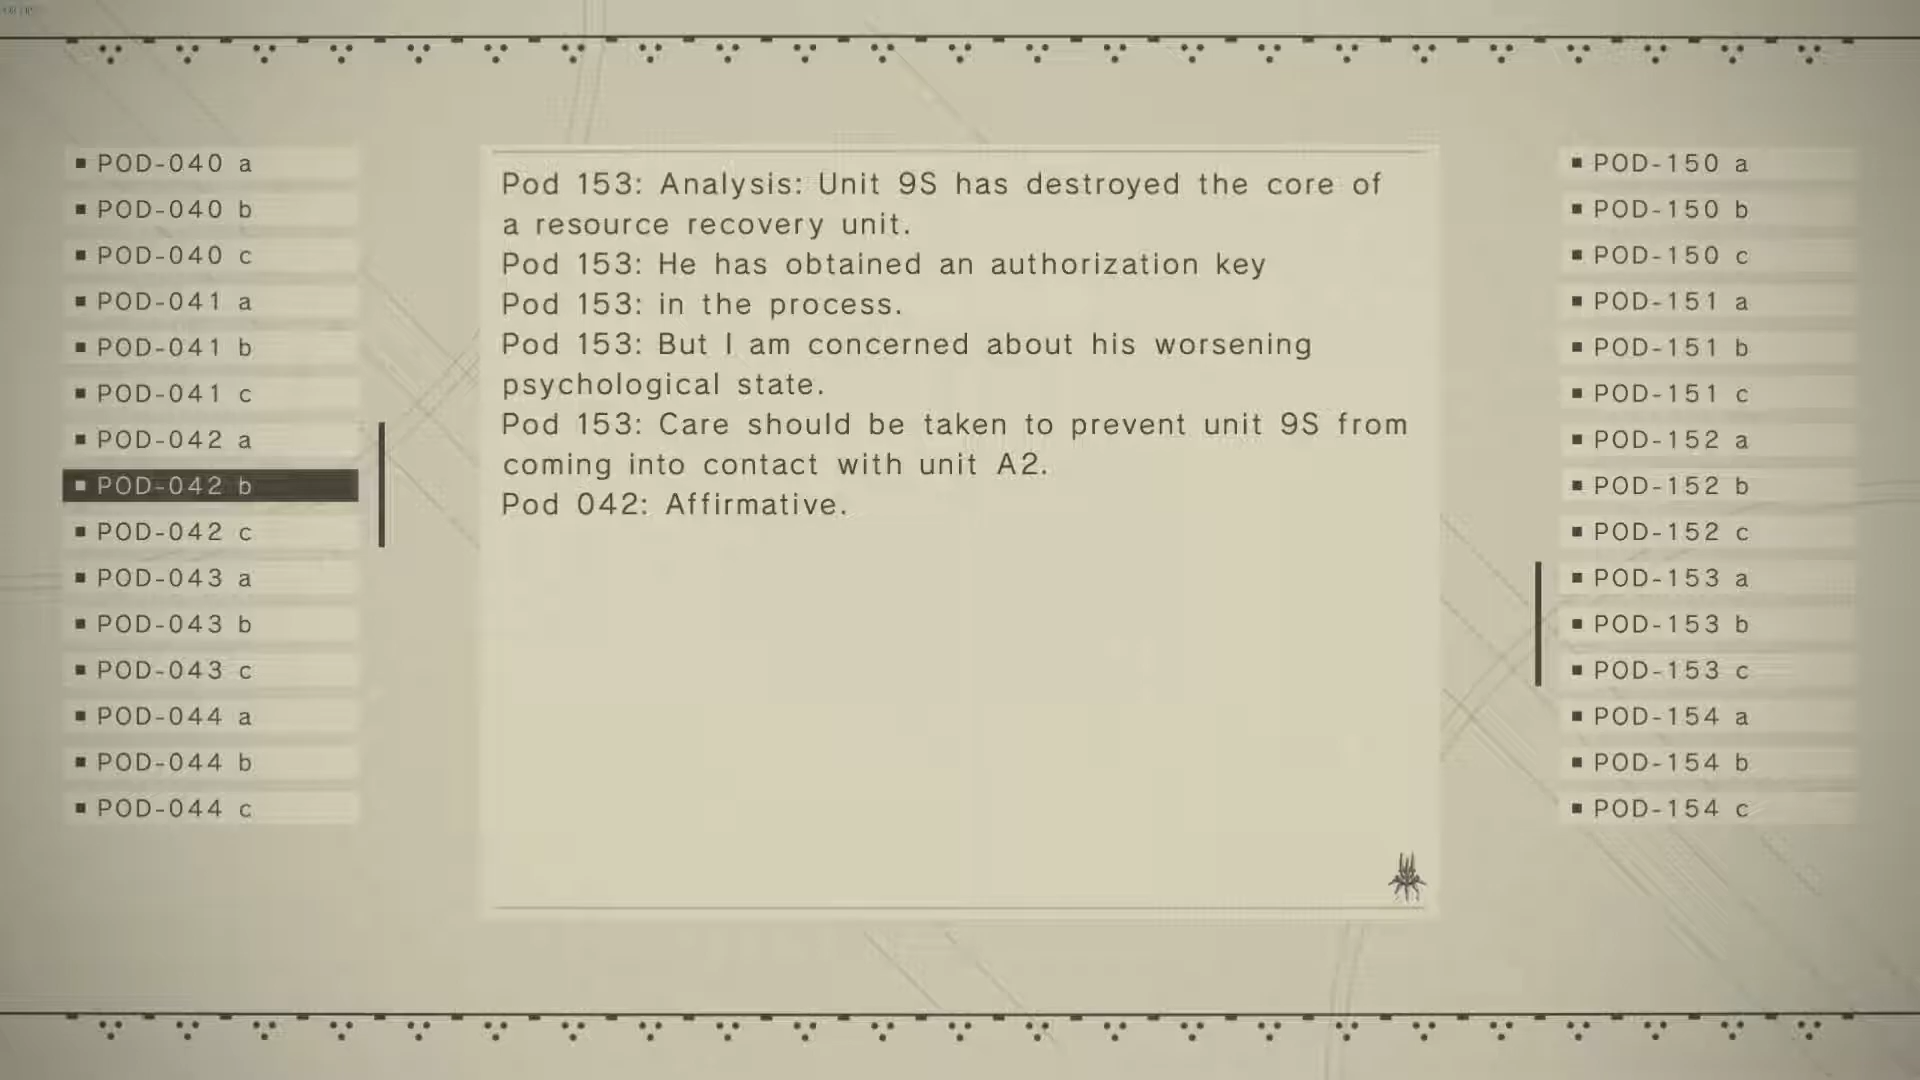 POD-040 a
POD-040 b
POD-040 c
POD-041 a
POD-041 b
POD-041 c
POD-042 a
POD-042 b
POD-042 c
POD-043 a
POD-043 b
POD-043 c
POD-044 a
POD-044 b
POD-044 c
Pod 153: Analysis: Unit 9S has destroyed the core of
a resource recovery unit.
Pod 153: He has obtained an authorization key
Pod 153: in the process.
Pod 153: But I am concerned about his worsening
psychological state.
Pod 153: Care should be taken to prevent unit 9S from
coming into contact with unit A2.
Pod 042: Affirmative.
POD-150 a
POD-150 b
POD-150 c
POD-151 a
POD-151 b
POD-151 c
POD-152 a
POD-152 b
POD-152 c
POD-153 a
POD-153 b
POD-153 c
POD-154 a
POD-154 b
POD-154 c